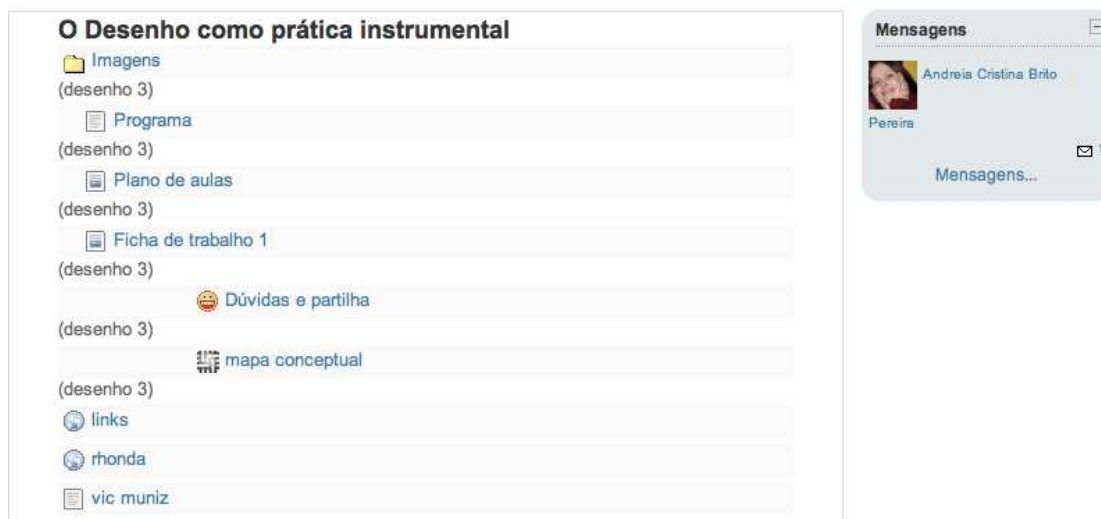 O Desenho como prática instrumental
Imagens
(desenho 3)
Programa
(desenho 3)
Plano de aulas
(desenho 3)
Ficha de trabalho 1
(desenho 3)
Dúvidas e partilha
(desenho 3)
mapa conceptual
(desenho 3)
links
rhonda
vic muniz
Mensagens
Andreia Cristina Brito
Pereira
Mensagens...